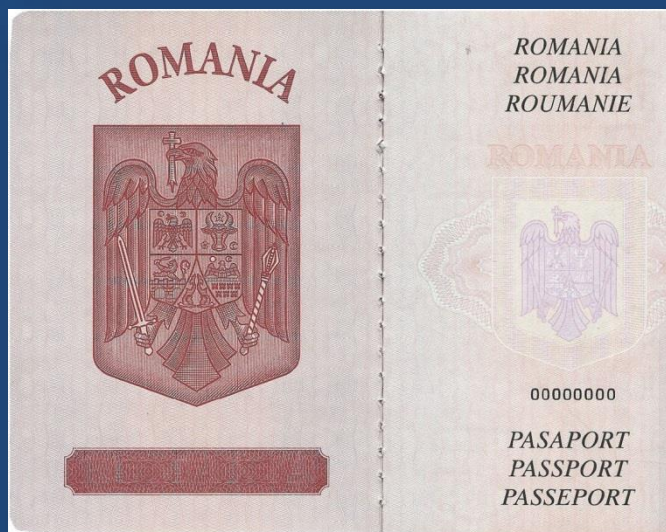 ROMANIA
ROMANIA
ROMANIA
ROUMANIE
ROMANIA
00000000
PASAPORT
PASSPORT
PASSEPORT